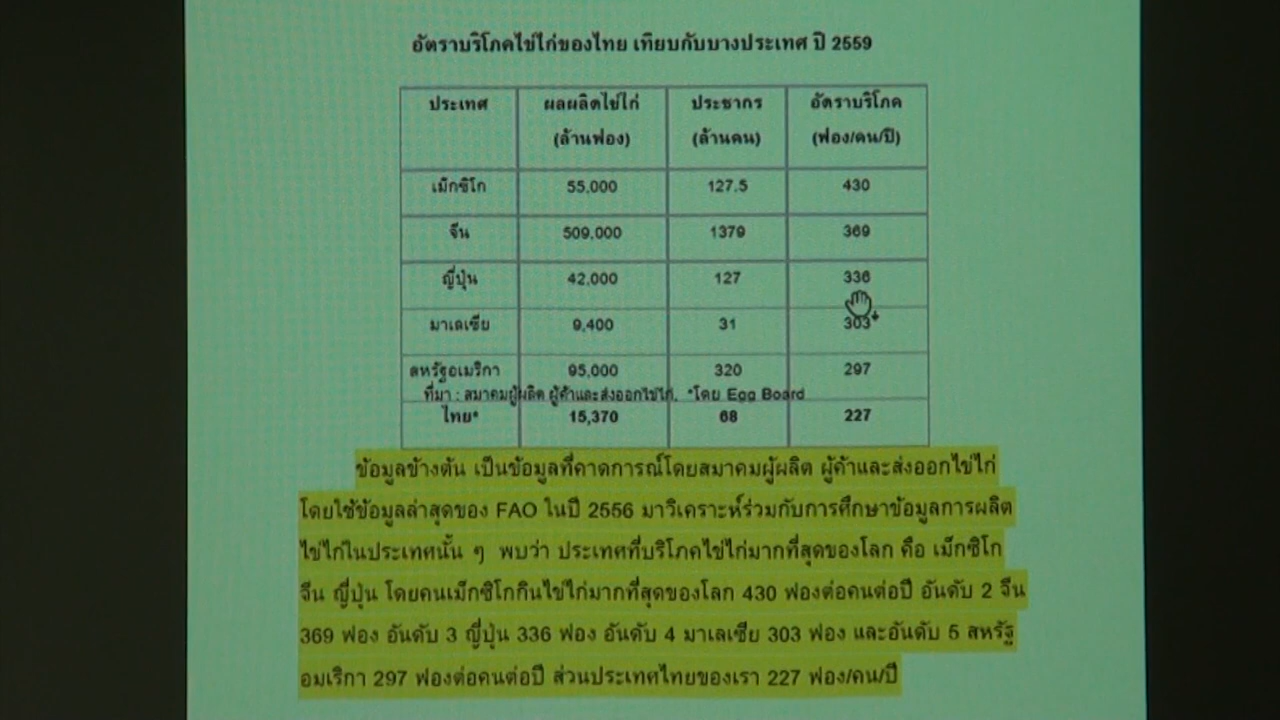 อัตราบริโภคไข่ไก่ของไทย เทียบกับบางประเทศ ปี 2559
ประเทศ ผลผลิตไข่ไก่ ประชากร อัตราบริโภค
(ล้านฟอง) (ล้านคน) (ฟอง/คน/ปี)
เม็กซิโก 55,000 127.5 430
จีน 509,000 1379 369
ญี่ปุ่น 42,000 127 336
มาเลเซีย 9,400 31 303
สหรัฐอเมริกา 95,000 320 297
ที่มา : สมาคมผู้ผลิต ผู้ค้าและส่งออกไข่ไก่, *โดย Egg Board
ไทย* 15,370 68 227
ข้อมูลข้างต้น เป็นข้อมูลที่คาดการณ์โดยสมาคมผู้ผลิต ผู้ค้าและส่งออกไข่ไก่
โดยใช้ข้อมูลล่าสุดของ FAO ในปี 2556 มาวิเคราะห์ร่วมกับการศึกษาข้อมูลการผลิต
ไข่ไก่ในประเทศนั้น ๆ พบว่า ประเทศที่บริโภคไข่ไก่มากที่สุดของโลก คือ เม็กซิโก
จีน ญี่ปุ่น โดยคนเม็กซิโกกินไข่ไก่มากที่สุดของโลก 430 ฟองต่อคนต่อปี อันดับ 2 จีน
369 ฟอง อันดับ 3 ญี่ปุ่น 336 ฟอง อันดับ 4 มาเลเซีย 303 ฟอง และอันดับ 5 สหรัฐ
อเมริกา 297 ฟองต่อคนต่อปี ส่วนประเทศไทยของเรา 227 ฟอง/คน/ปี